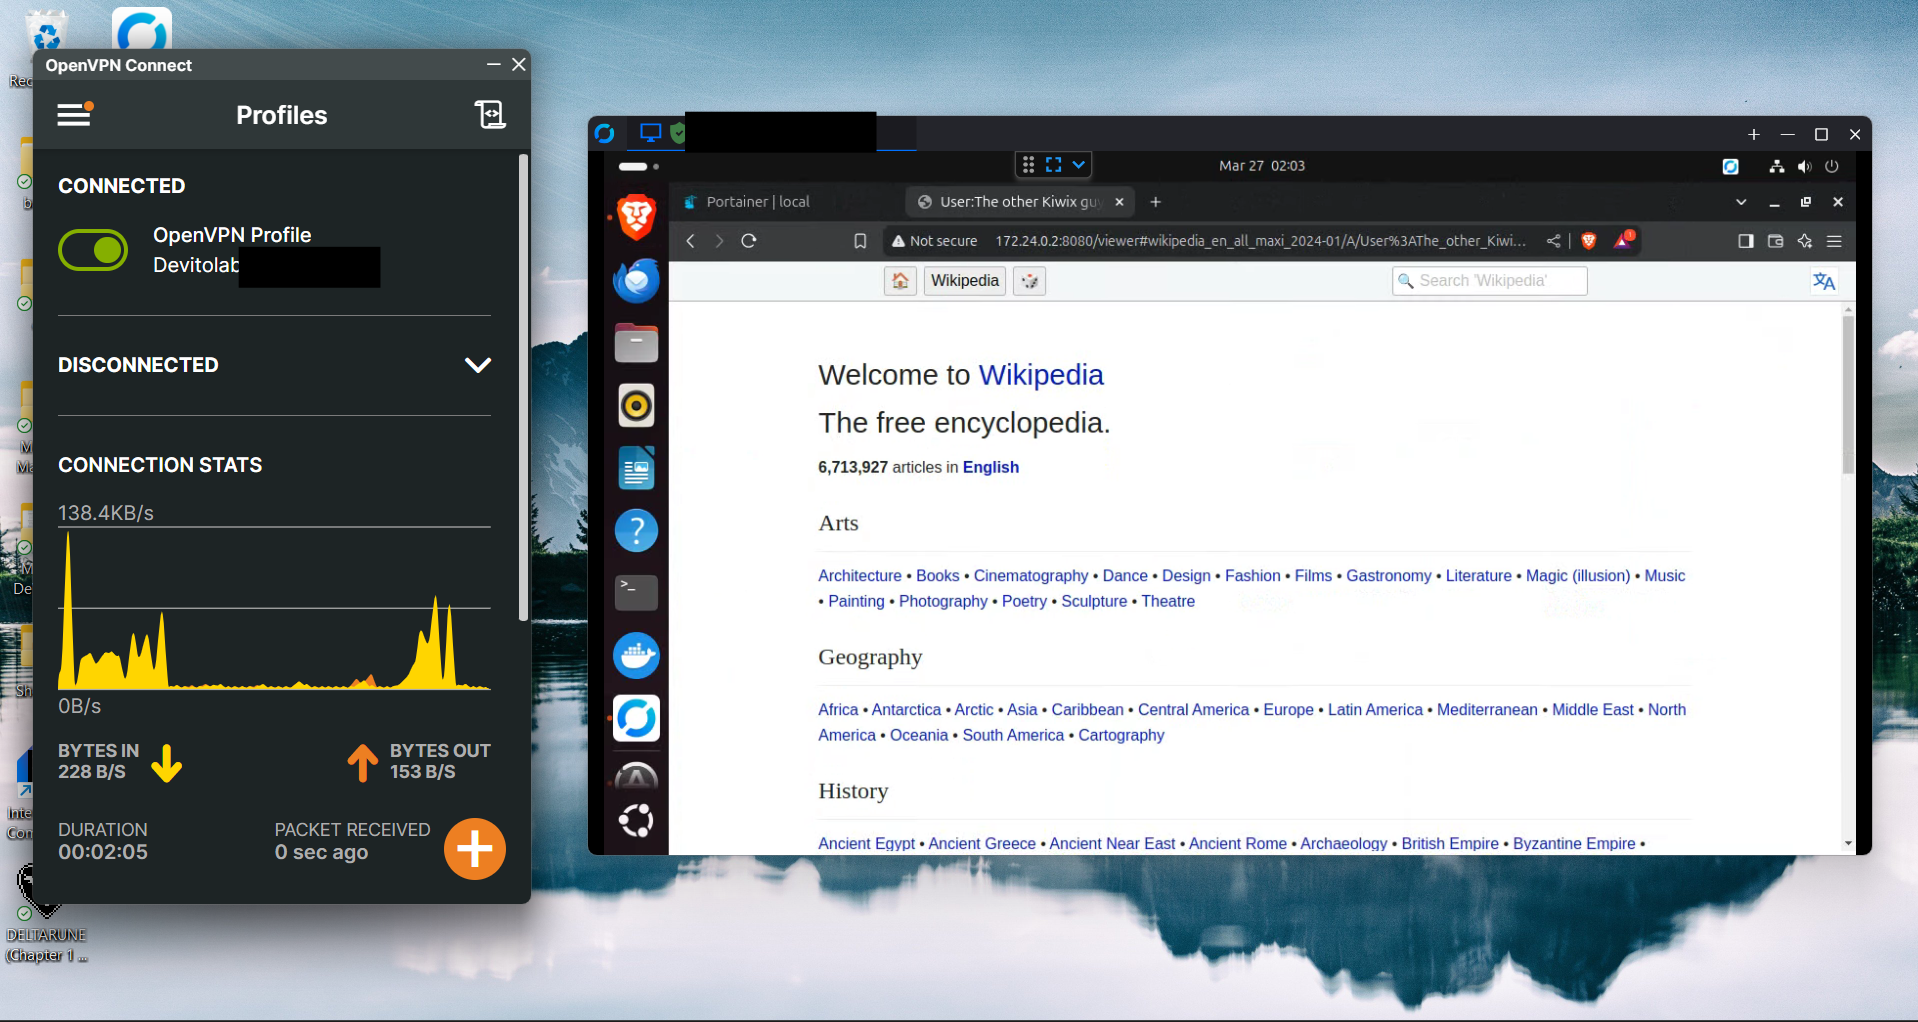 Rec
OpenVPN Connect
Profiles
CONNECTED
OpenVPN Profile
Devitolab
DISCONNECTED
CONNECTION STATS
138.4KB/s
0B/s
BYTES IN
228 B/S
BYTES OUT
153 B/S
DURATION
00:02:05
PACKET RECEIVED
0 sec ago
b
M
Ma
M
De
Sh
Inte
Con
DELTARUNE
(Chapter 1 ...
Mar 27 02:03
Portainer | local
User:The other Kiwix gu
Not secure
172.24.0.2:8080/viewer#wikipedia_en_all_maxi_2024-01/A/User%3AThe_other_Kiwi...
1
Wikipedia
Search 'Wikipedia'
Welcome to Wikipedia
The free encyclopedia.
6,713,927 articles in English
Arts
Architecture • Books • Cinematography • Dance • Design • Fashion • Films • Gastronomy • Literature • Magic (illusion) • Music
• Painting • Photography • Poetry • Sculpture • Theatre
Geography
Africa • Antarctica • Arctic • Asia • Caribbean • Central America • Europe • Latin America • Mediterranean • Middle East • North
America • Oceania • South America • Cartography
History
Ancient Egypt • Ancient Greece • Ancient Near East • Ancient Rome • Archaeology • British Empire • Byzantine Empire •